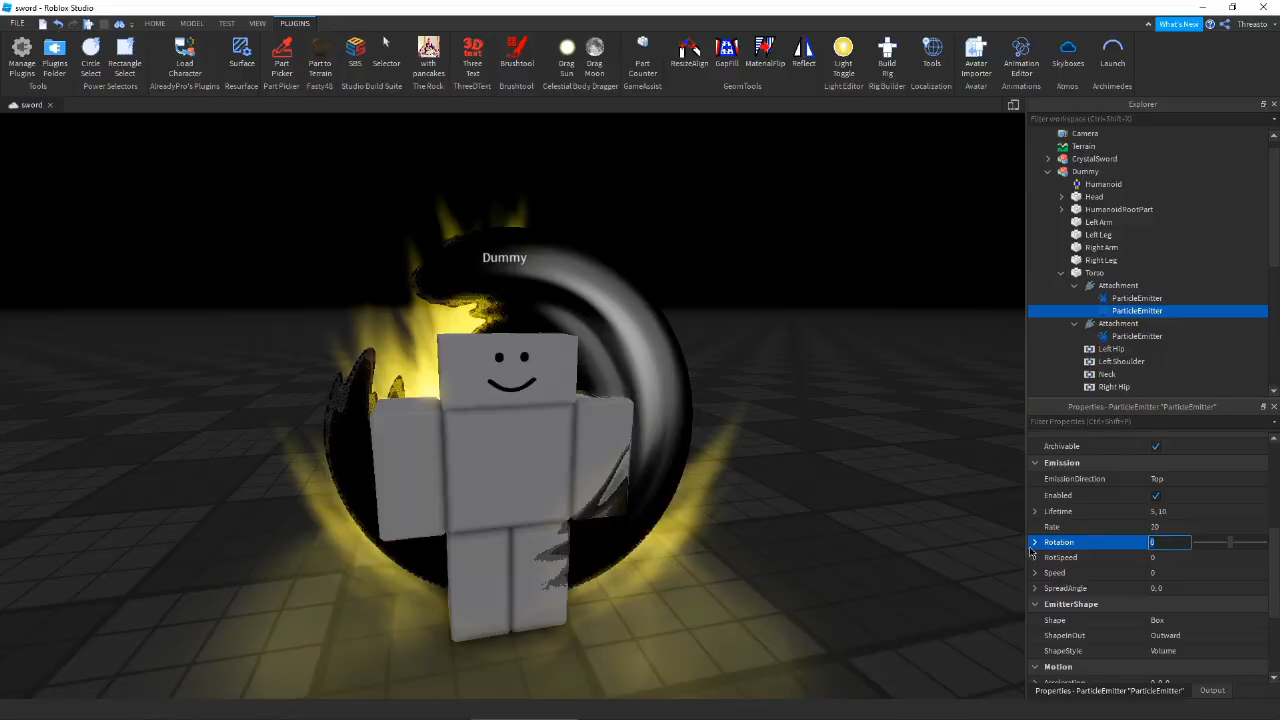 sword - Roblox Studio
FILE HOME MODEL TEST VIEW PLUGINS What's New Threasto
Manage Plugins Plugins Folder Circle Select Rectangle Select Load Character Surface Part Picker Part to Terrain SBS Selector with pancakes Three Text Brushtool Drag Sun Drag Moon Part Counter ResizeAlign GapFill MaterialFlip Reflect Light Toggle Build Rig Tools Avatar Importer Animation Editor Skyboxes Launch
Tools Power Selectors AlreadyPro's Plugins Resurface Part Picker Fasty48 Studio Build Suite The Rock ThreeDText Brushtool Celestial Body Dragger GameAssist GeomTools Light Editor Rig Builder Localization Avatar Animations Atmos Archimedes
sword
Explorer
Filter workspace (Ctrl+Shift+X)
Camera
Terrain
CrystalSword
Dummy
Humanoid
Head
HumanoidRootPart
Left Arm
Left Leg
Right Arm
Right Leg
Torso
Attachment
ParticleEmitter
ParticleEmitter
Attachment
ParticleEmitter
Left Hip
Left Shoulder
Neck
Right Hip
Dummy
Properties - ParticleEmitter "ParticleEmitter"
Filter Properties (Ctrl+Shift+P)
Archivable
Emission
EmissionDirection Top
Enabled
Lifetime 5, 10
Rate 20
Rotation 0
RotSpeed 0
Speed 0
SpreadAngle 0, 0
EmitterShape
Shape Box
ShapeInOut Outward
ShapeStyle Volume
Motion
Acceleration 0, 0, 0
Properties - ParticleEmitter "ParticleEmitter" Output